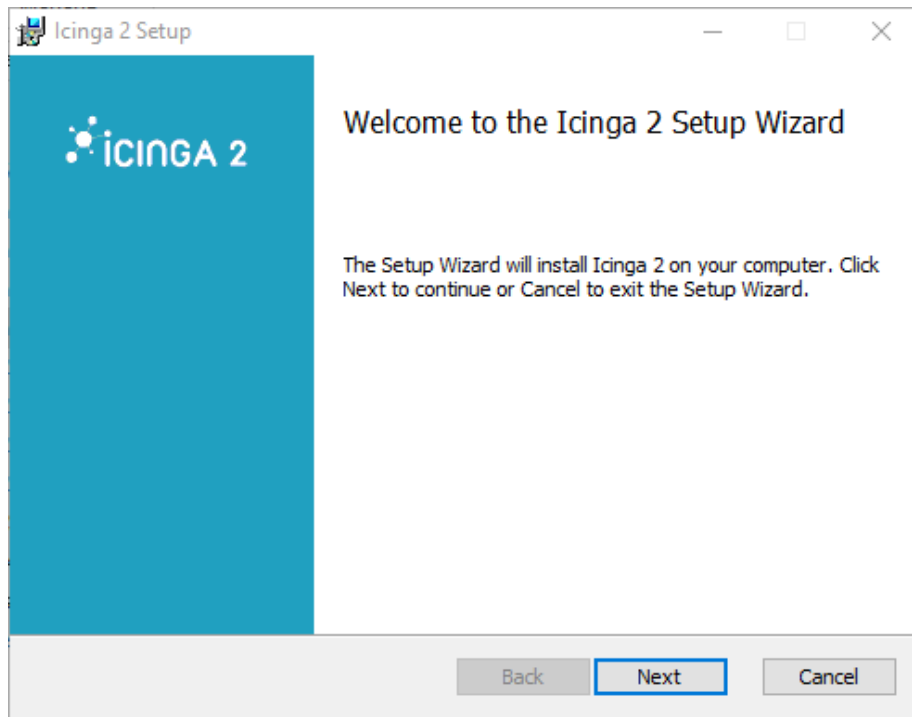 Icinga 2 Setup
ICINGA 2
Welcome to the Icinga 2 Setup Wizard
The Setup Wizard will install Icinga 2 on your computer. Click
Next to continue or Cancel to exit the Setup Wizard.
Back
Next
Cancel